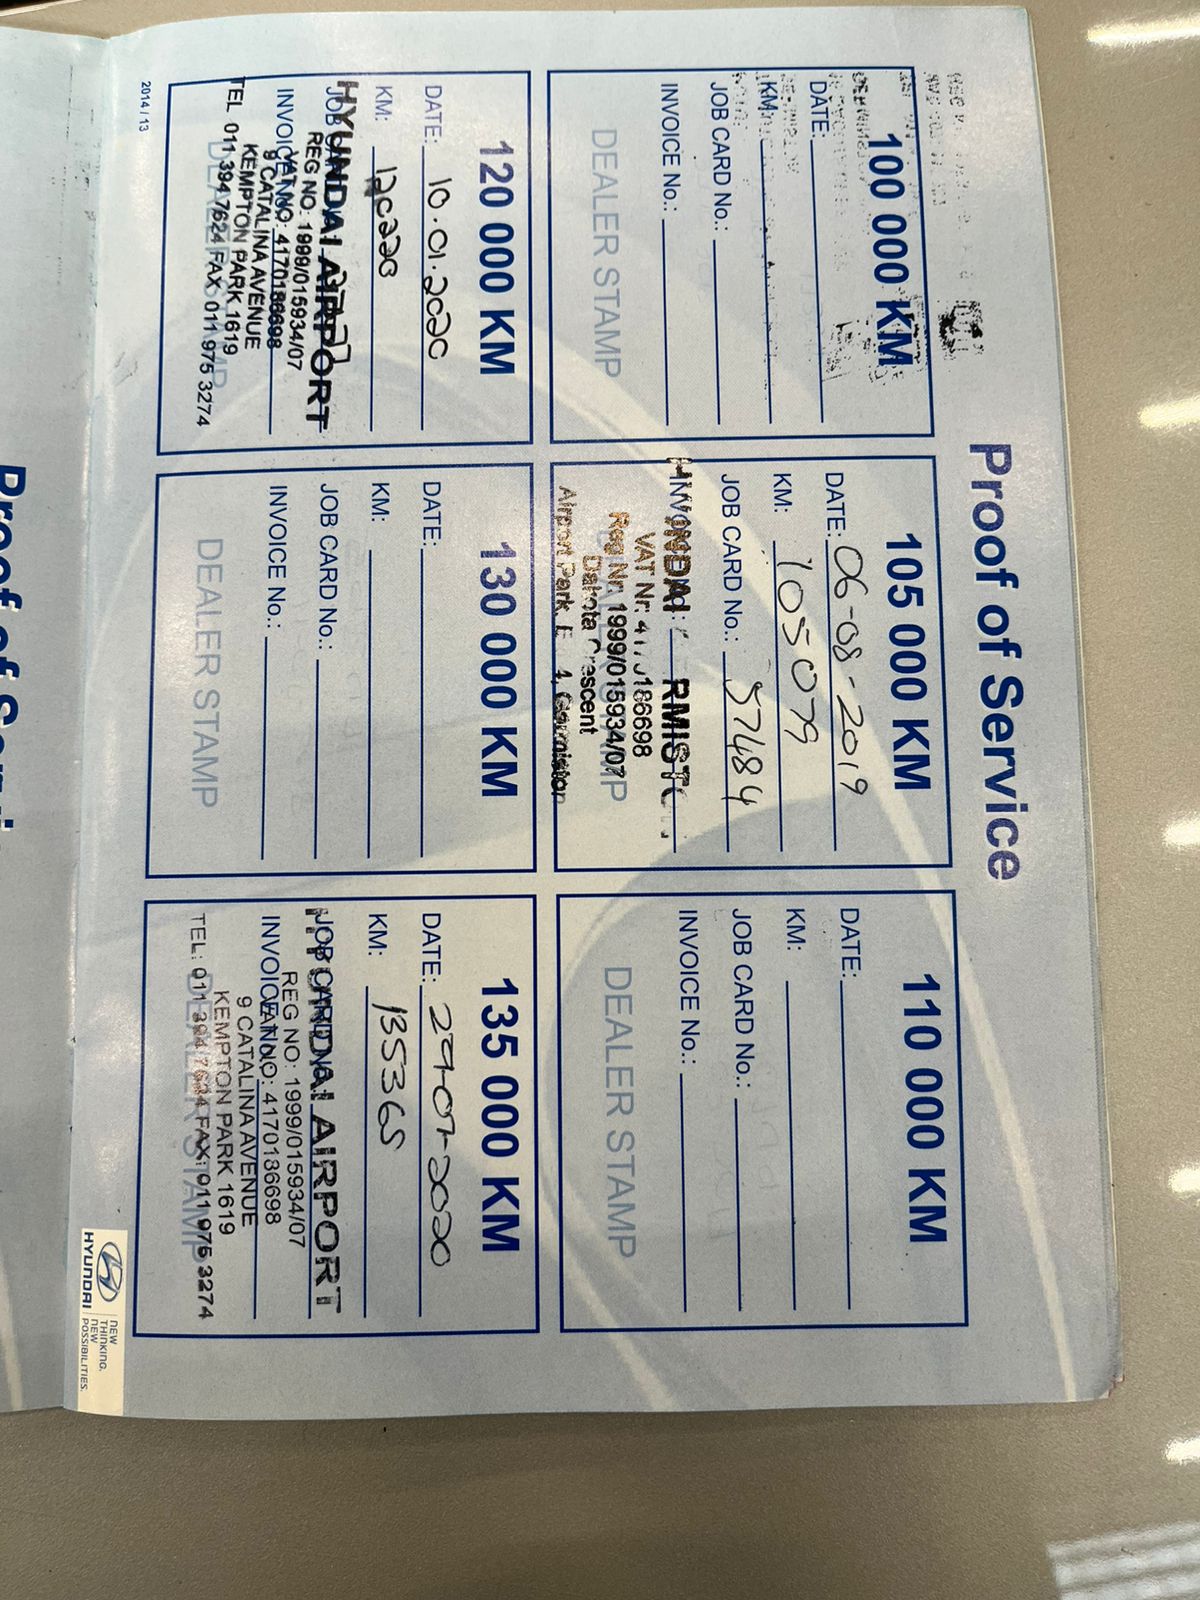 Proof of Service
100 000 KM
DATE:
KM:
JOB CARD No.:
INVOICE No.:
DEALER STAMP
105 000 KM
DATE: 06-08-2019
KM: 105079
JOB CARD No.: 57484
INVOICE No.:
VAT Nr: 4170186698
Reg Nr. 1999/015934/07
Dakota Crescent
Airport Park,
DEALER STAMP
110 000 KM
DATE:
KM:
JOB CARD No.:
INVOICE No.:
DEALER STAMP
120 000 KM
DATE: 10.01.2020
KM: 120220
JOB CARD No.:
INVOICE No.:
HYUNDAI AIRPORT
REG NO: 1999/015934/07
VAT NO: 4170186698
9 CATALINA AVENUE
KEMPTON PARK 1619
TEL 011 394 7624 FAX 011 975 3274
DEALER STAMP
130 000 KM
DATE:
KM:
JOB CARD No.:
INVOICE No.:
DEALER STAMP
135 000 KM
DATE: 29-07-2020
KM: 135365
JOB CARD No.:
INVOICE No.:
HYUNDAI AIRPORT
REG NO: 1999/015934/07
VAT NO: 4170186698
9 CATALINA AVENUE
KEMPTON PARK 1619
TEL: 011 394 7624 FAX: 011 975 3274
DEALER STAMP
2014 / 13
HYUNDAI
NEW
THINKING.
NEW
POSSIBILITIES.